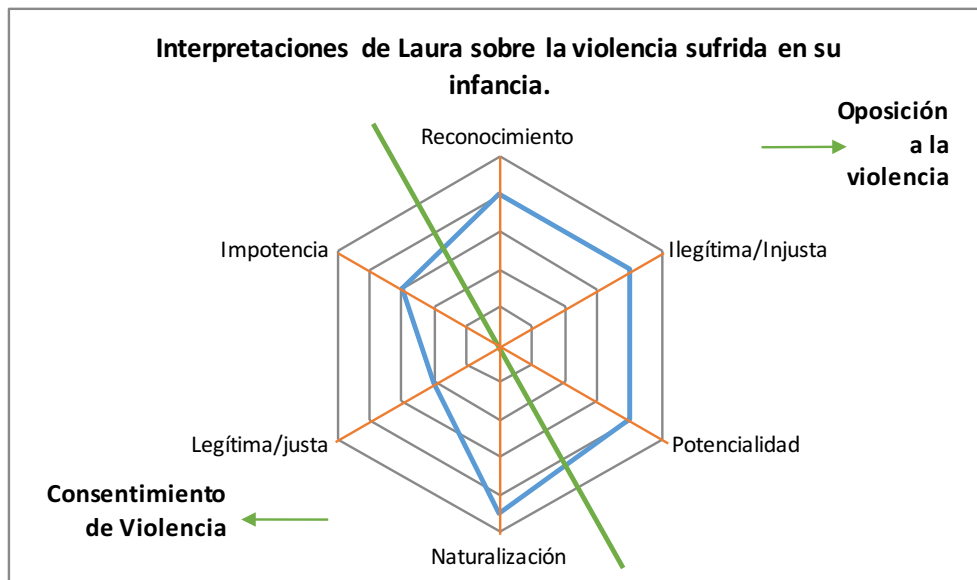 Interpretaciones de Laura sobre la violencia sufrida en su
infancia.
Oposición
a la
violencia
Reconocimiento
Impotencia
Ilegítima/Injusta
Legítima/justa
Potencialidad
Consentimiento
de Violencia
Naturalización